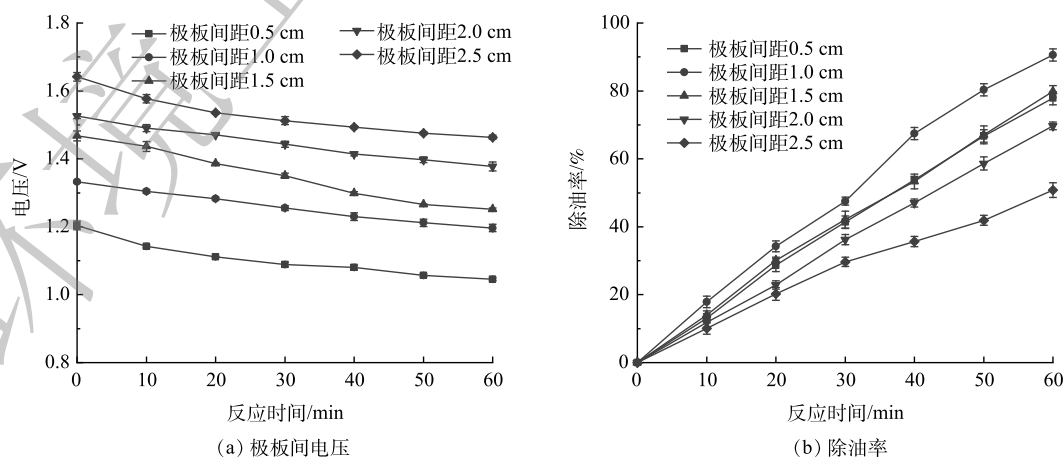 1.8
1.6
1.4
1.2
1.0
0.8
电压/V
极板间距0.5 cm
极板间距1.0 cm
极板间距1.5 cm
极板间距2.0 cm
极板间距2.5 cm
0 10 20 30 40 50 60
反应时间/min
(a) 极板间电压
100
80
60
40
20
0
除油率/%
极板间距0.5 cm
极板间距1.0 cm
极板间距1.5 cm
极板间距2.0 cm
极板间距2.5 cm
0 10 20 30 40 50 60
反应时间/min
(b) 除油率